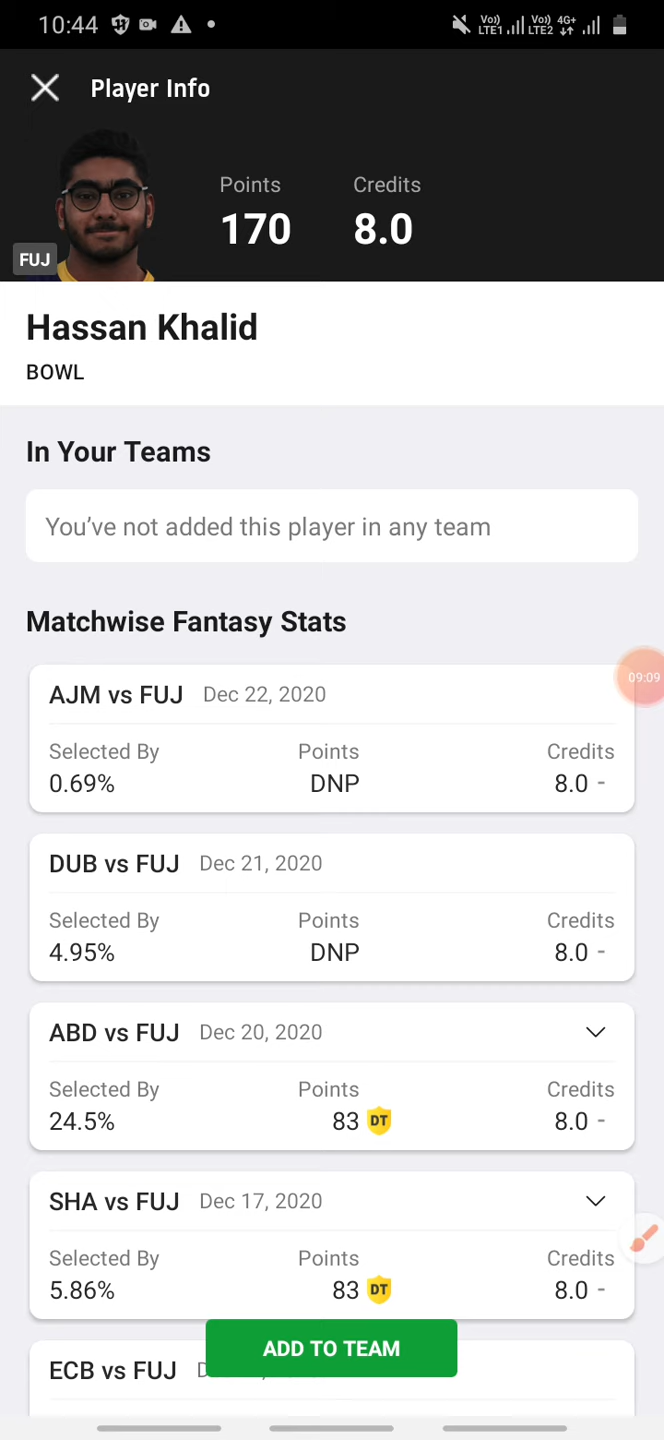 10:44 Vo) LTE1 Vo) LTE2 4G+
Player Info
Points Credits
170 8.0
FUJ
Hassan Khalid
BOWL
In Your Teams
You've not added this player in any team
Matchwise Fantasy Stats
09:09
AJM vs FUJ Dec 22, 2020
Selected By Points Credits
0.69% DNP 8.0 -
DUB vs FUJ Dec 21, 2020
Selected By Points Credits
4.95% DNP 8.0 -
ABD vs FUJ Dec 20, 2020
Selected By Points Credits
24.5% 83 DT 8.0 -
SHA vs FUJ Dec 17, 2020
Selected By Points Credits
5.86% 83 DT 8.0 -
ADD TO TEAM
ECB vs FUJ